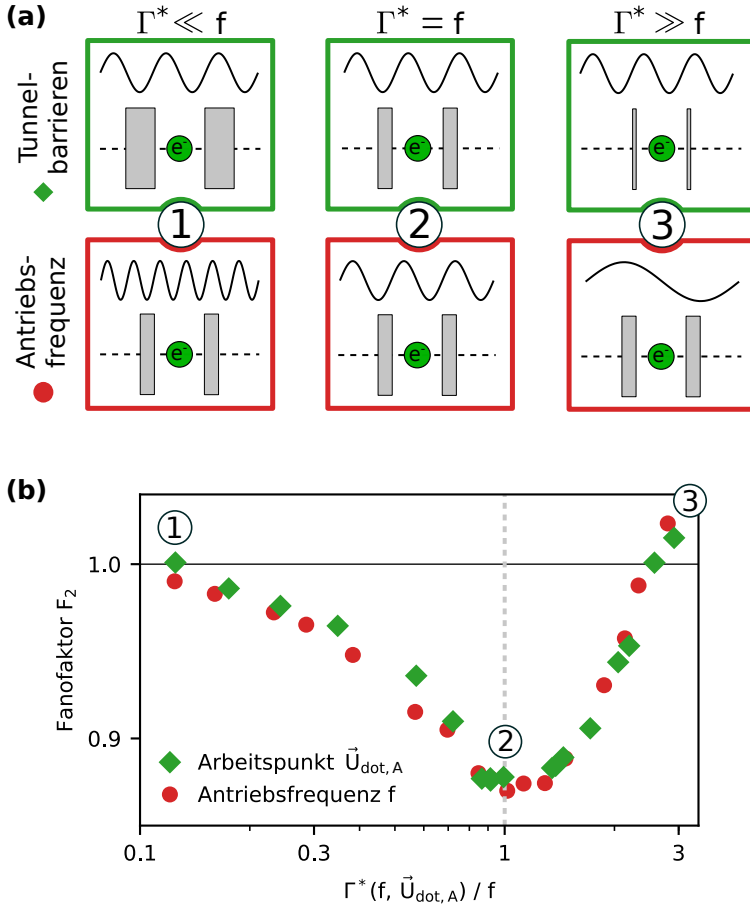 (a)
Γ* ≪ f
Γ* = f
Γ* ≫ f
Tunnel-
barrieren
e-
e-
e-
1
2
3
Antriebs-
frequenz
e-
e-
e-
(b)
1
3
1.0
Fanofaktor F₂
2
0.9
Arbeitspunkt U⃗dot, A
Antriebsfrequenz f
0.1
0.3
1
3
Γ*(f, U⃗dot, A) / f